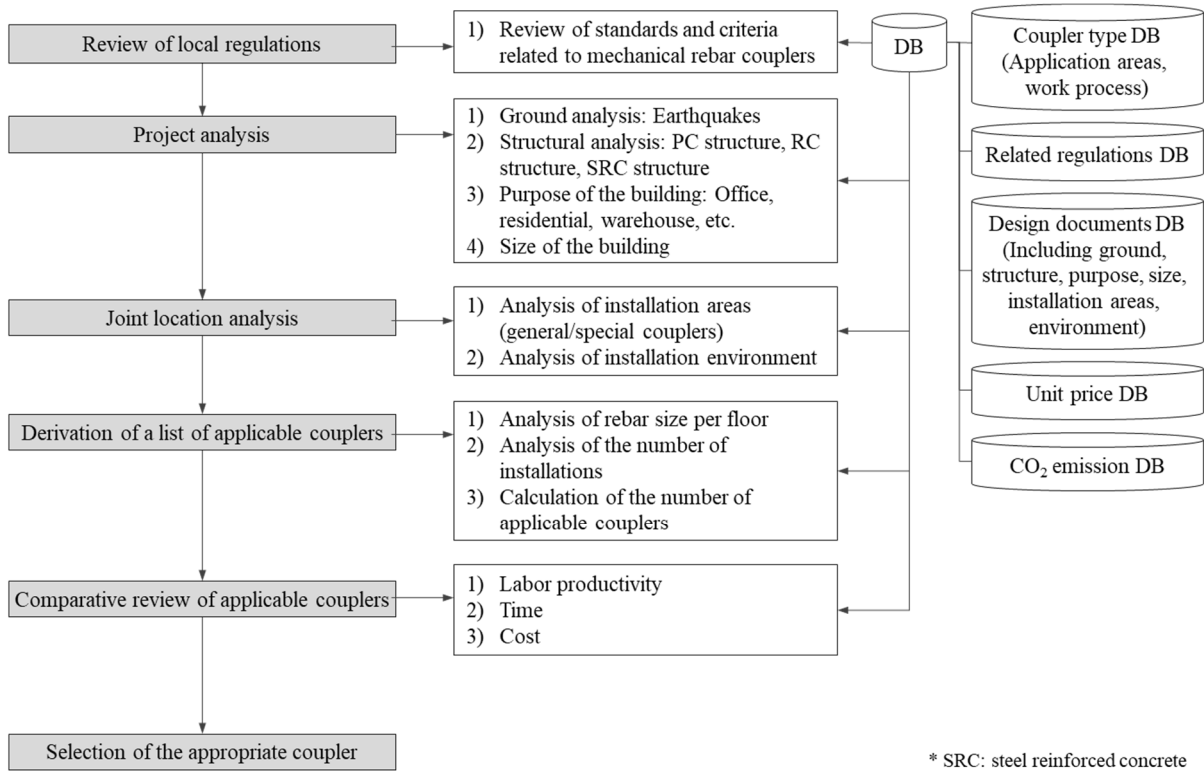 Review of local regulations
1) Review of standards and criteria
related to mechanical rebar couplers
DB
Coupler type DB
(Application areas,
work process)
Project analysis
1) Ground analysis: Earthquakes
2) Structural analysis: PC structure, RC
structure, SRC structure
3) Purpose of the building: Office,
residential, warehouse, etc.
4) Size of the building
Related regulations DB
Design documents DB
(Including ground,
structure, purpose, size,
installation areas,
environment)
Joint location analysis
1) Analysis of installation areas
(general/special couplers)
2) Analysis of installation environment
Unit price DB
Derivation of a list of applicable couplers
1) Analysis of rebar size per floor
2) Analysis of the number of
installations
3) Calculation of the number of
applicable couplers
CO₂ emission DB
Comparative review of applicable couplers
1) Labor productivity
2) Time
3) Cost
Selection of the appropriate coupler
* SRC: steel reinforced concrete